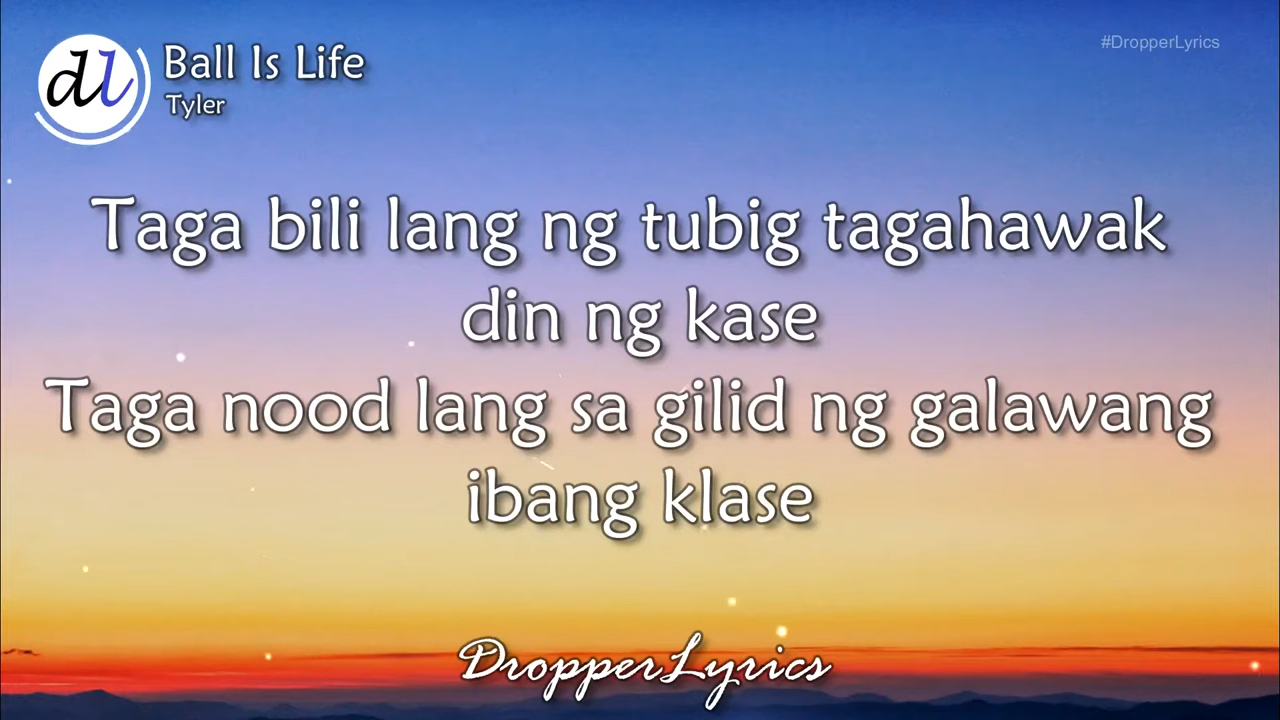 dl
Ball Is Life
Tyler
#DropperLyrics
Taga bili lang ng tubig tagahawak
din ng kase
Taga nood lang sa gilid ng galawang
ibang klase
DropperLyrics